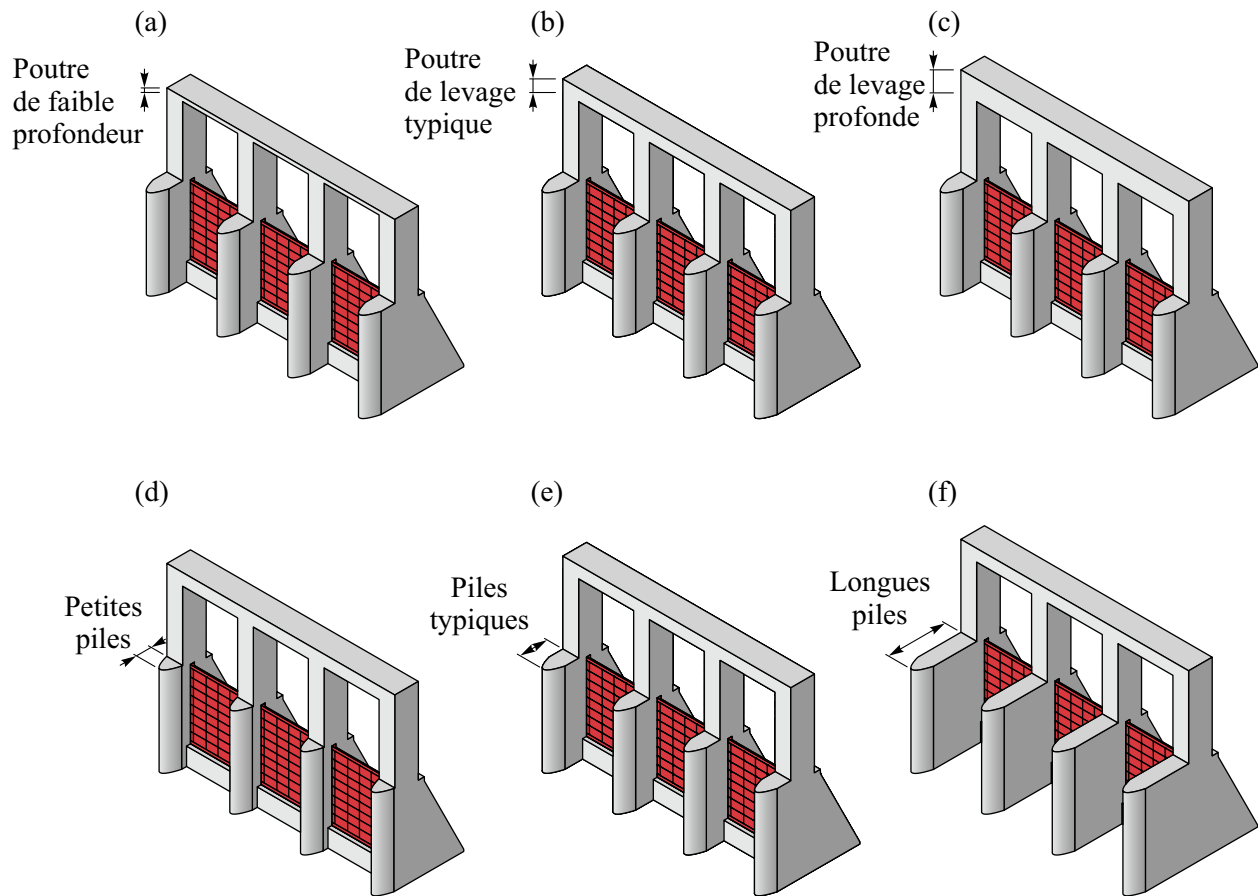 (a)
Poutre
de faible
profondeur
(b)
Poutre
de levage
typique
(c)
Poutre
de levage
profonde
(d)
Petites
piles
(e)
Piles
typiques
(f)
Longues
piles